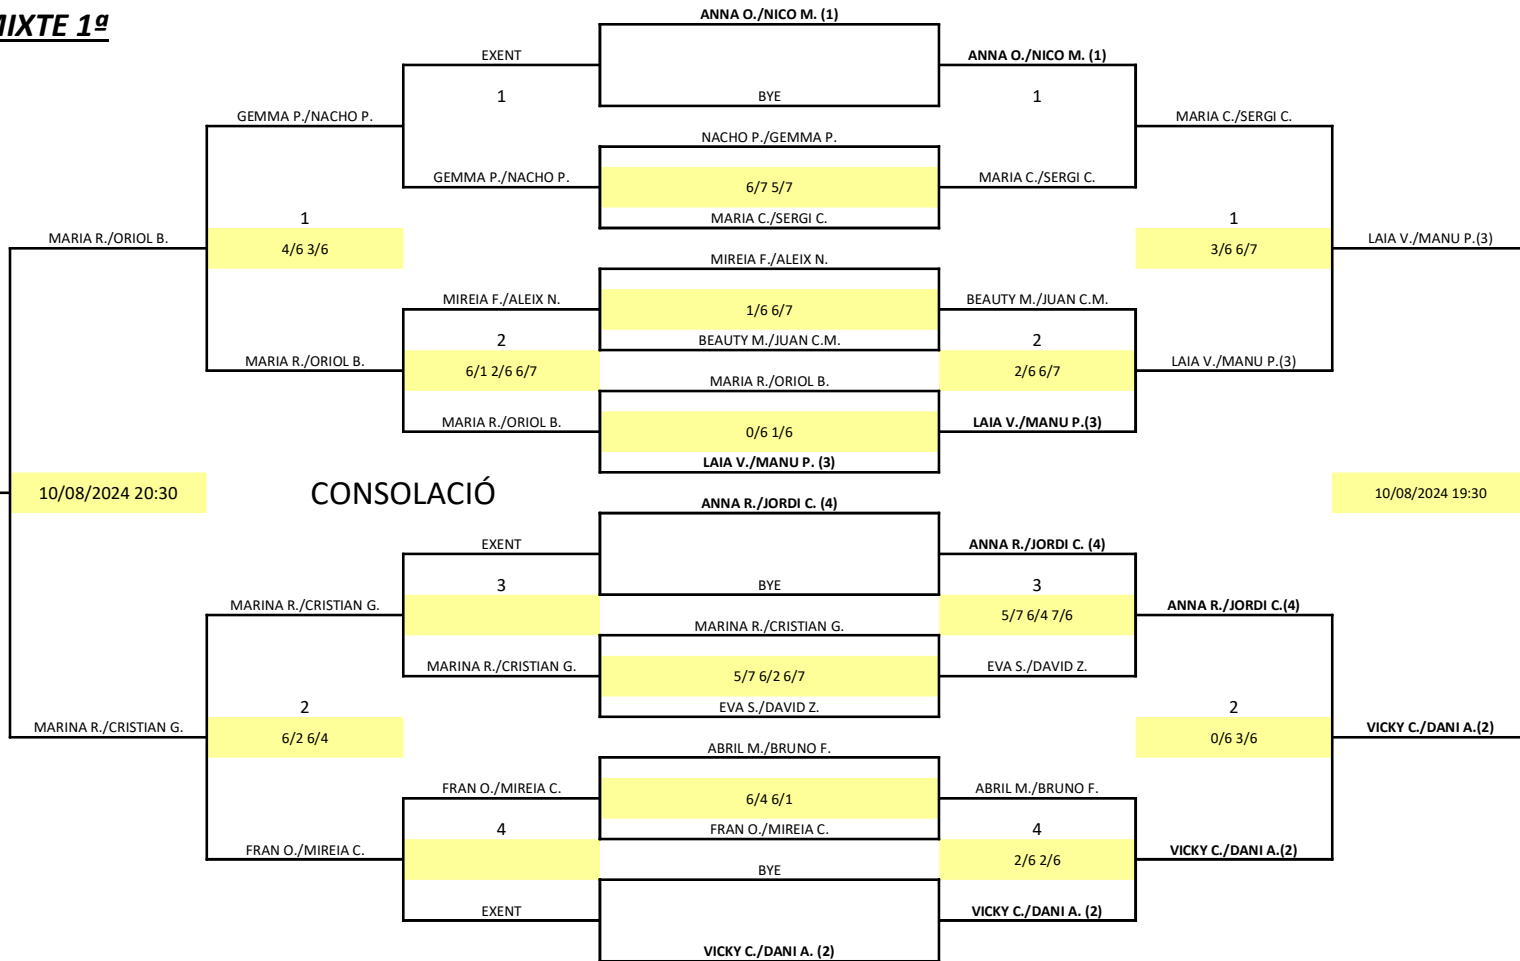 MIXTE 1ª
ANNA O./NICO M. (1)
EXENT
ANNA O./NICO M. (1)
1
BYE
1
GEMMA P./NACHO P.
MARIA C./SERGI C.
NACHO P./GEMMA P.
GEMMA P./NACHO P.
6/7 5/7
MARIA C./SERGI C.
1
MARIA C./SERGI C.
1
MARIA R./ORIOL B.
4/6 3/6
3/6 6/7
LAIA V./MANU P.(3)
MIREIA F./ALEIX N.
MIREIA F./ALEIX N.
1/6 6/7
BEAUTY M./JUAN C.M.
2
BEAUTY M./JUAN C.M.
2
MARIA R./ORIOL B.
6/1 2/6 6/7
MARIA R./ORIOL B.
2/6 6/7
LAIA V./MANU P.(3)
MARIA R./ORIOL B.
0/6 1/6
LAIA V./MANU P.(3)
LAIA V./MANU P. (3)
10/08/2024 20:30
CONSOLACIÓ
10/08/2024 19:30
ANNA R./JORDI C. (4)
EXENT
ANNA R./JORDI C. (4)
3
BYE
3
MARINA R./CRISTIAN G.
5/7 6/4 7/6
ANNA R./JORDI C.(4)
MARINA R./CRISTIAN G.
MARINA R./CRISTIAN G.
5/7 6/2 6/7
EVA S./DAVID Z.
2
EVA S./DAVID Z.
2
MARINA R./CRISTIAN G.
6/2 6/4
0/6 3/6
VICKY C./DANI A.(2)
ABRIL M./BRUNO F.
FRAN O./MIREIA C.
6/4 6/1
ABRIL M./BRUNO F.
4
FRAN O./MIREIA C.
4
FRAN O./MIREIA C.
2/6 2/6
VICKY C./DANI A.(2)
BYE
EXENT
VICKY C./DANI A. (2)
VICKY C./DANI A. (2)